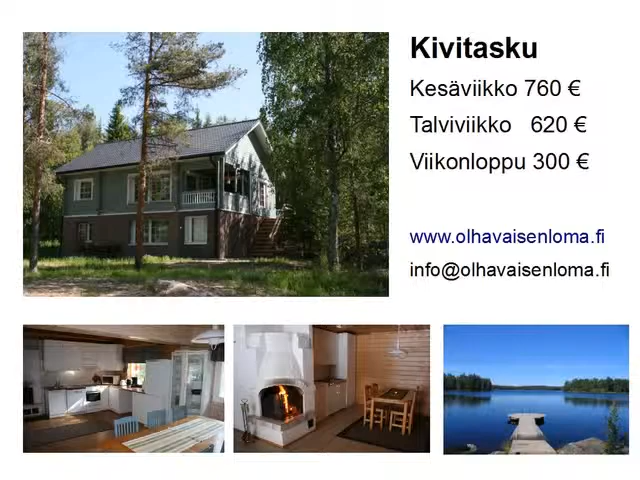 Kivitasku
Kesäviikko 760 €
Talviviikko 620 €
Viikonloppu 300 €
www.olhavaisenloma.fi
info@olhavaisenloma.fi